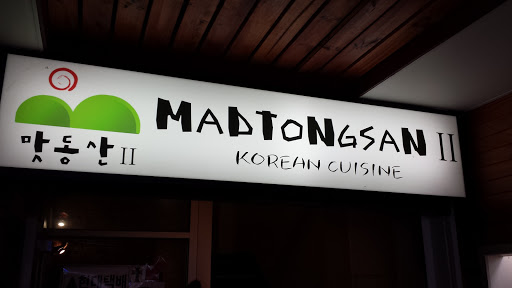 맛동산 II
MADTONGSAN II
KOREAN CUISINE